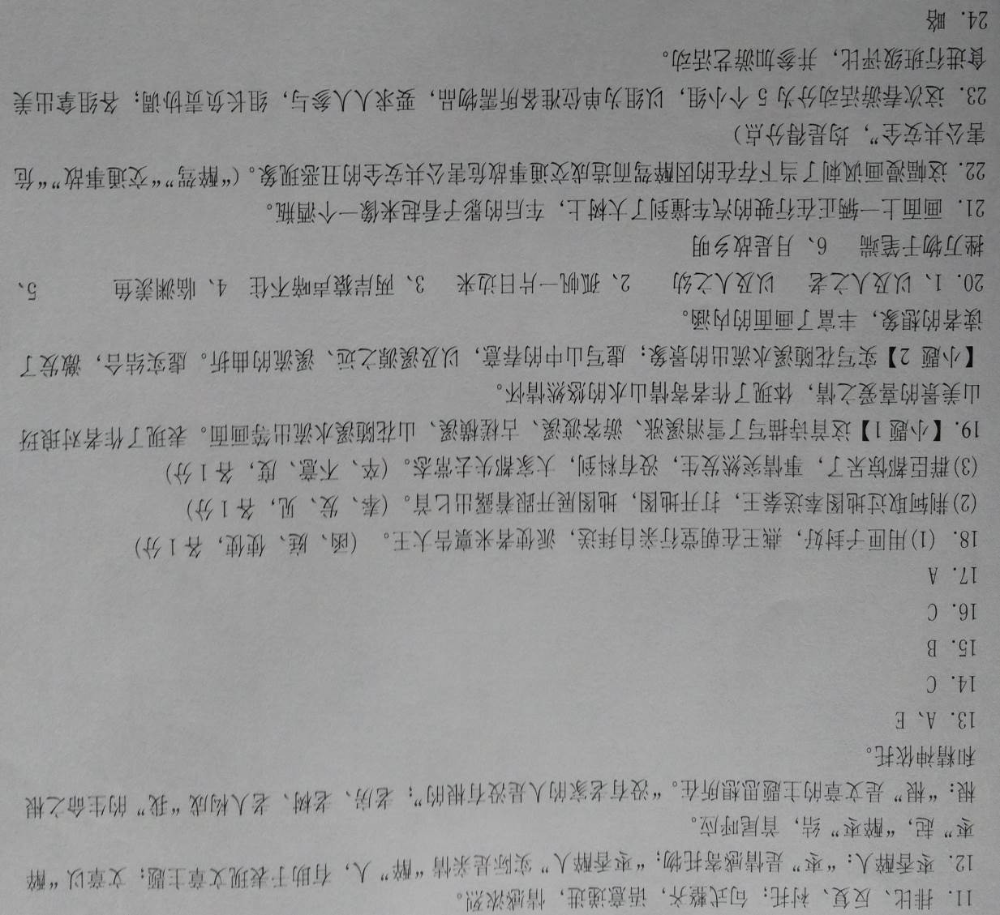 11. 排比、反复、衬托；句式整齐，语意递进，情感浓烈。
12. 枣香醉人：“枣”是情感寄托物；“枣香醉人”实际是亲情“醉”人，有助于表现文章主题；文章以“醉
枣”起，“醉枣”结，首尾呼应。
根：“根”是文章的主题思想所在。“没有老家的人是没有根的”；老房、老树、老人构成“我”的生命之根
和精神依托。
13. A、E
14. C
15. B
16. C
17. A
18. (1)用匣子封好，燕王在朝堂行亲自拜送，派使者来禀告大王。（函、庭、使使，各1分)
(2)荆轲取过地图奉送秦王，打开地图，地图展开跟着露出匕首。（奉、发、见，各1分)
(3)群臣都惊呆了，事情突然发生，没有料到，大家都失去常态。（卒、不意、度，各1分)
19.【小题1】这首诗描写了雪消溪涨、游客渡溪、古槎横溪、山花随溪水流出等画面。表现了作者对琅玡
山美景的喜爱之情，体现了作者寄情山水的悠然情怀。
【小题2】实写花随溪水流出的景象；虚写山中的春意，以及溪源之远、溪流的曲折。虚实结合，激发了
读者的想象，丰富了画面的内涵。
20. 1、以及人之老 以及人之幼 2、孤帆一片日边来 3、两岸猿声啼不住 4、临渊羡鱼 5、
挫万物于笔端 6、月是故乡明
21. 画面上一辆正在行驶的汽车撞到了大树上，车后的影子看起来像一个酒瓶。
22. 这幅漫画讽刺了当下存在的因醉驾而造成交通事故危害公共安全的丑恶现象。（“醉驾”“交通事故”“危
害公共安全”，均是得分点)
23. 这次春游活动分为5个小组，以组为单位准备所需物品，要求人人参与，组长负责协调；各组拿出美
食进行班级评比，并参加游艺活动。
24. 略